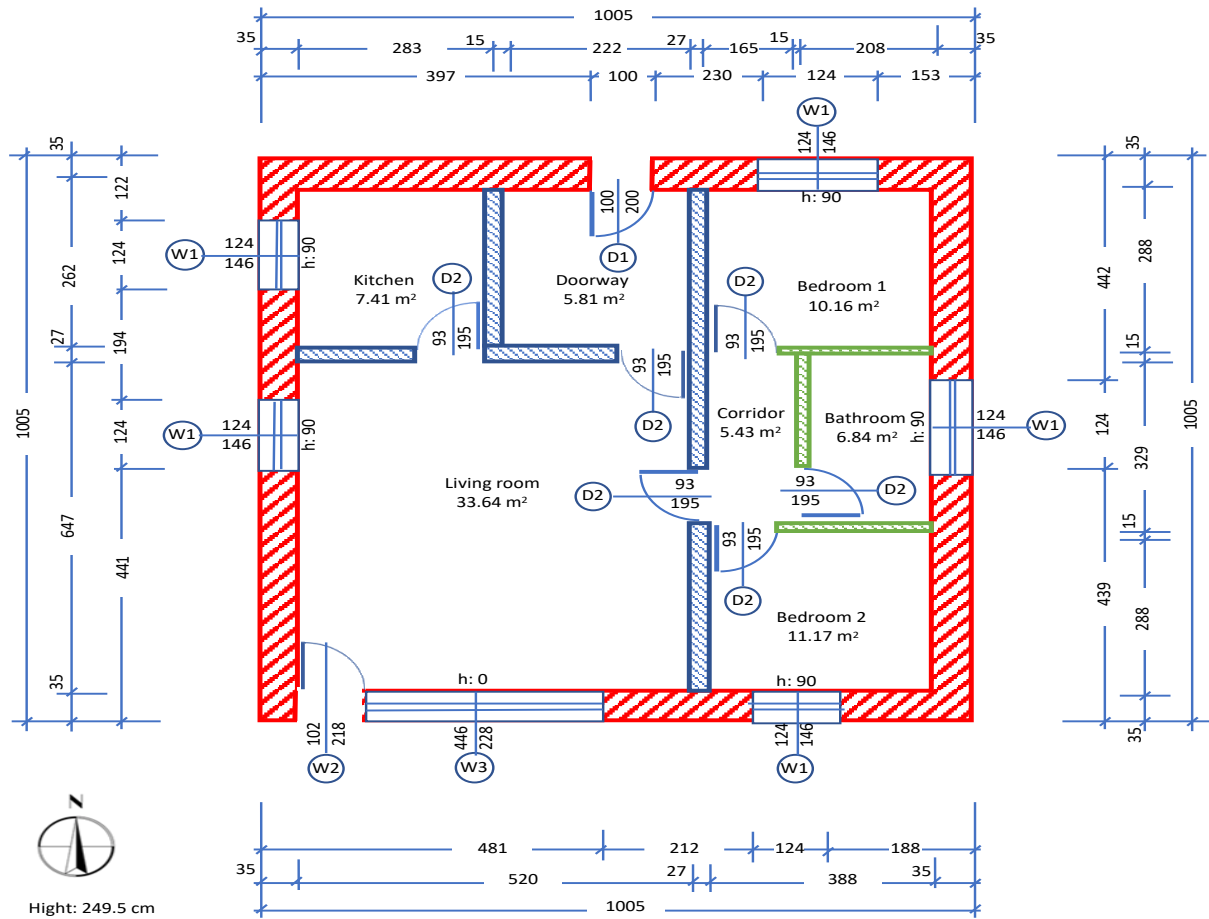 1005
35 283 15 222 27 165 15 208 35
397 100 230 124 153
W1
124
146
h: 90
35
262
27
647
35
1005
122
124
194
124
441
W1
124
146
h: 90
W1
124
146
h: 90
Kitchen
7.41 m²
D2
93
195
100
200
D1
Doorway
5.81 m²
D2
93
195
Bedroom 1
10.16 m²
93
195
D2
Corridor
5.43 m²
Bathroom
6.84 m²
h: 90
124
146
W1
Living room
33.64 m²
D2
93
195
93
195
D2
93
195
D2
Bedroom 2
11.17 m²
h: 0
h: 90
102
218
W2
446
228
W3
124
146
W1
35
288
15
329
15
288
35
442
124
439
1005
N
Hight: 249.5 cm
481 212 124 188
35 520 27 388 35
1005